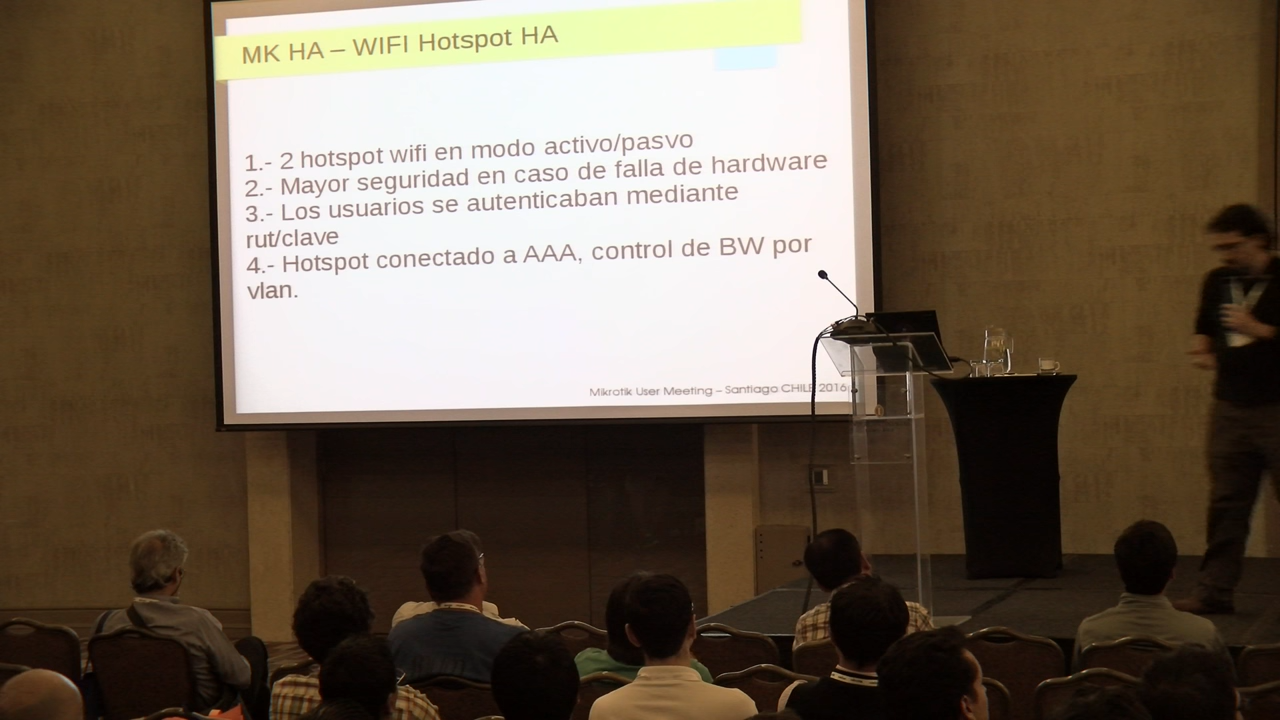 MK HA – WIFI Hotspot HA
1.- 2 hotspot wifi en modo activo/pasvo
2.- Mayor seguridad en caso de falla de hardware
3.- Los usuarios se autenticaban mediante
rut/clave
4.- Hotspot conectado a AAA, control de BW por
vlan.
Mikrotik User Meeting – Santiago CHILE 2016